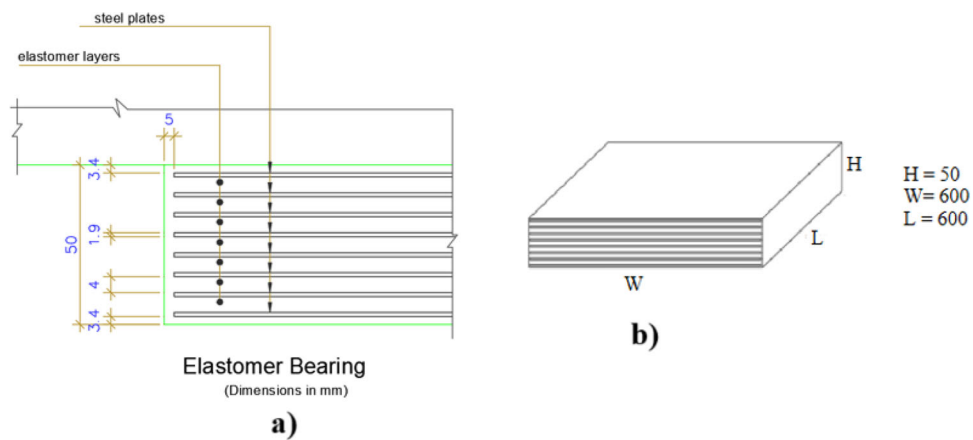 steel plates
elastomer layers
5
3.4
50
1.9
4
3.4
Elastomer Bearing
(Dimensions in mm)
a)
H
L
W
H = 50
W= 600
L = 600
b)